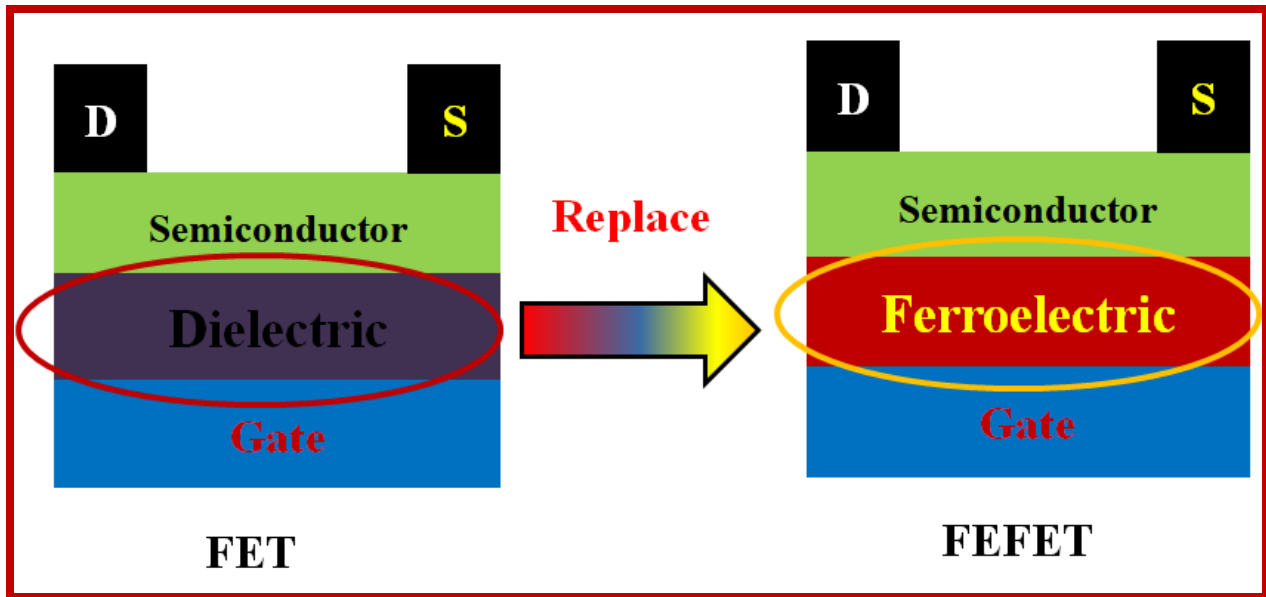 D
S
Semiconductor
Dielectric
Gate
FET
Replace
D
S
Semiconductor
Ferroelectric
Gate
FEFET